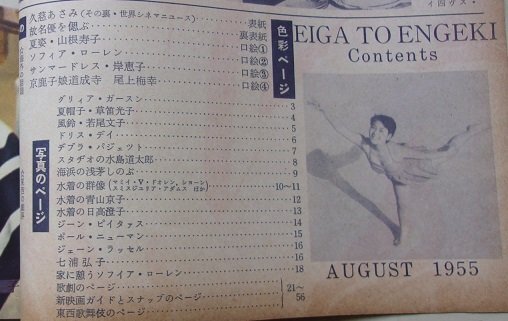 久慈あさみ（その裏・世界シネマニュース）……表紙
故名優を偲ぶ……裏表紙
夏姿・山根寿子……口絵①
ソフィア・ローレン……口絵②
サンマードレス・岸恵子……口絵③
京鹿子娘道成寺 尾上梅幸……口絵④
色彩ページ
グリィア・ガースン……3
夏帽子・草笛光子……4
風鈴・若尾文子……5
ドリス・デイ……6
デブラ・パジェット……6
スタヂオの水島道太郎……7
海浜の浅茅しのぶ……9
水着の群像……10〜11
水着の青山京子……12
水着の日高澄子……12
ジーン・ピイタァス……14
ポール・ニューマン……15
ジェーン・ラッセル……16
七浦弘子……16
家に憩うソフイア・ローレン……18
歌劇のページ
新映画ガイドとスナップのページ
東西歌舞伎のページ
21〜56
写真のページ
EIGA TO ENGEKI
Contents
AUGUST 1955